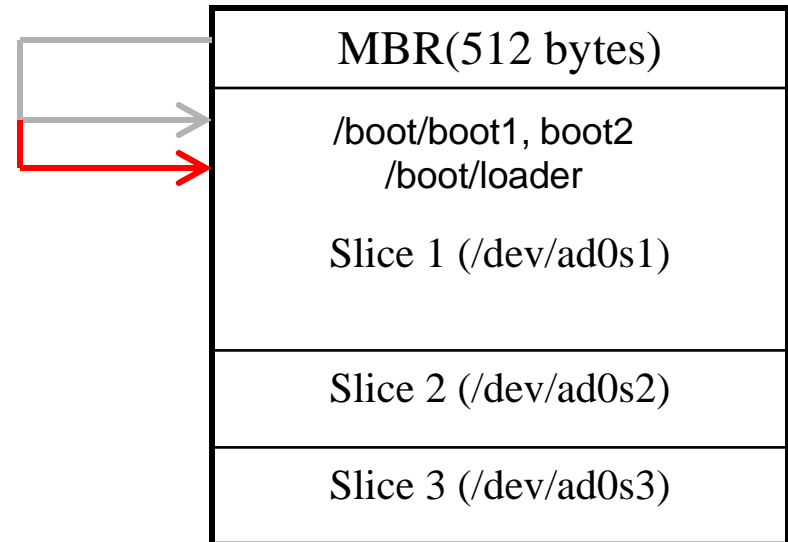 MBR(512 bytes)
/boot/boot1, boot2
/boot/loader
Slice 1 (/dev/ad0s1)
Slice 2 (/dev/ad0s2)
Slice 3 (/dev/ad0s3)